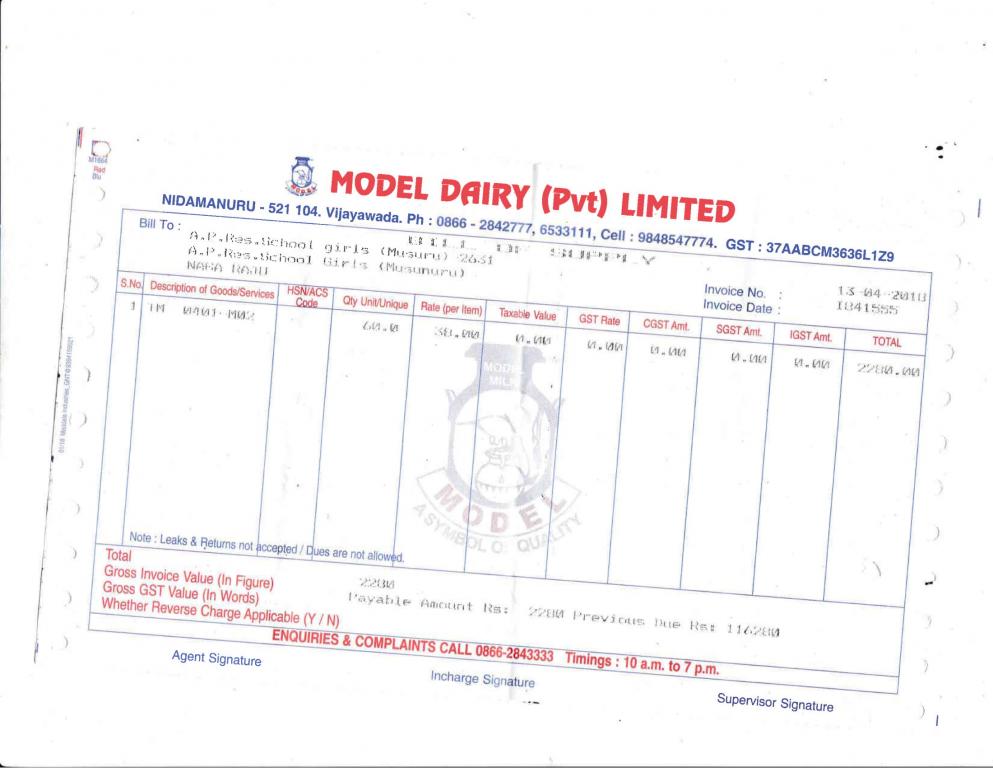 M1664
Red
Blu
MODEL
MODEL DAIRY (Pvt) LIMITED
NIDAMANURU - 521 104. Vijayawada. Ph : 0866 - 2842777, 6533111, Cell : 9848547774. GST : 37AABCM3636L1Z9
BILL OF SUPPLY
Bill To :
A.P.Res.School girls (Musuru) 2631
A.P.Res.School Girls (Musunuru)
NAGA RAJU
Invoice No. : 13-04-2018
Invoice Date : I841555
S.No. Description of Goods/Services HSN/ACS Code Qty Unit/Unique Rate (per Item) Taxable Value GST Rate CGST Amt. SGST Amt. IGST Amt. TOTAL
1 TM 0401-M02 60.0 38.00 0.00 0.00 0.00 0.00 0.00 2280.00
MODEL
MILK
MODEL
A SYMBOL OF QUALITY
Note : Leaks & Returns not accepted / Dues are not allowed.
Total
Gross Invoice Value (In Figure) 2280
Gross GST Value (In Words) Payable Amount Rs: 2280 Previous Due Rs: 116280
Whether Reverse Charge Applicable (Y / N)
ENQUIRIES & COMPLAINTS CALL 0866-2843333 Timings : 10 a.m. to 7 p.m.
Agent Signature
Incharge Signature
Supervisor Signature